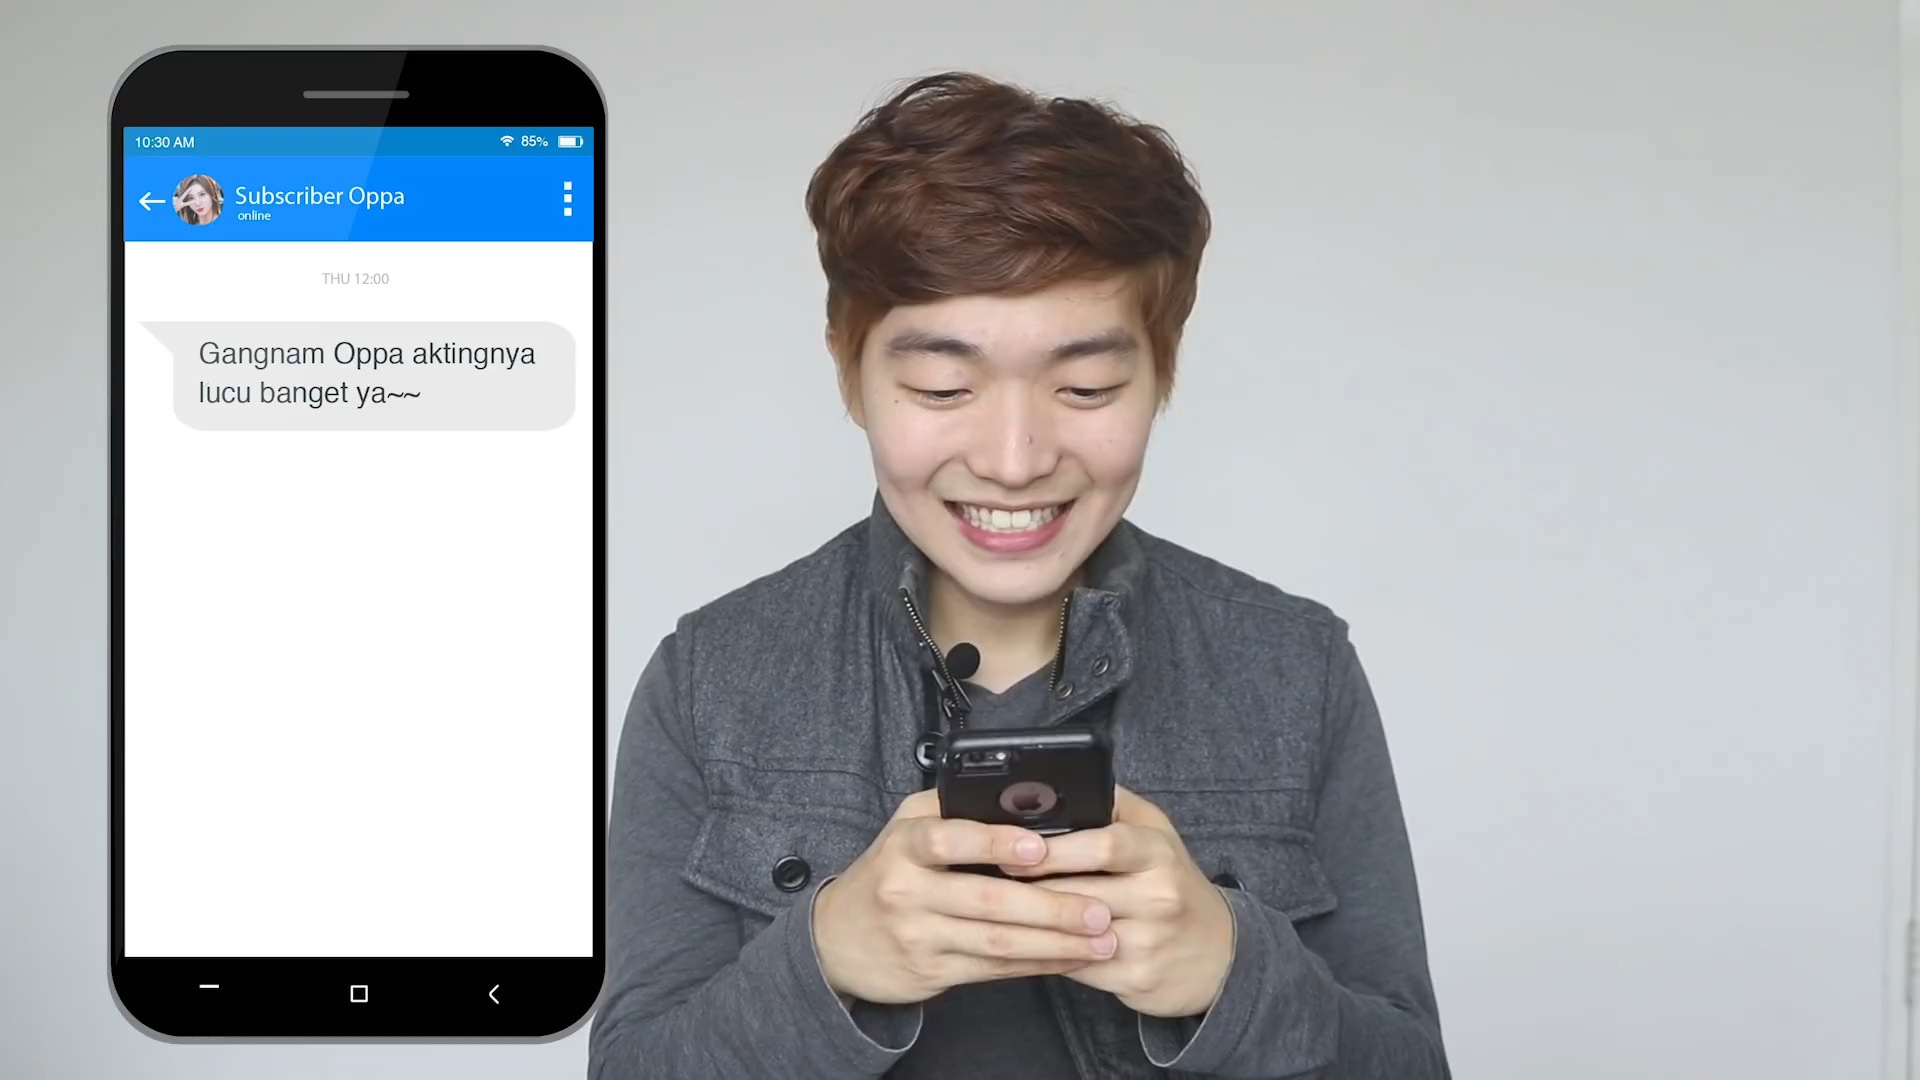 10:30 AM
85%
Subscriber Oppa
online
THU 12:00
Gangnam Oppa aktingnya
lucu banget ya~~